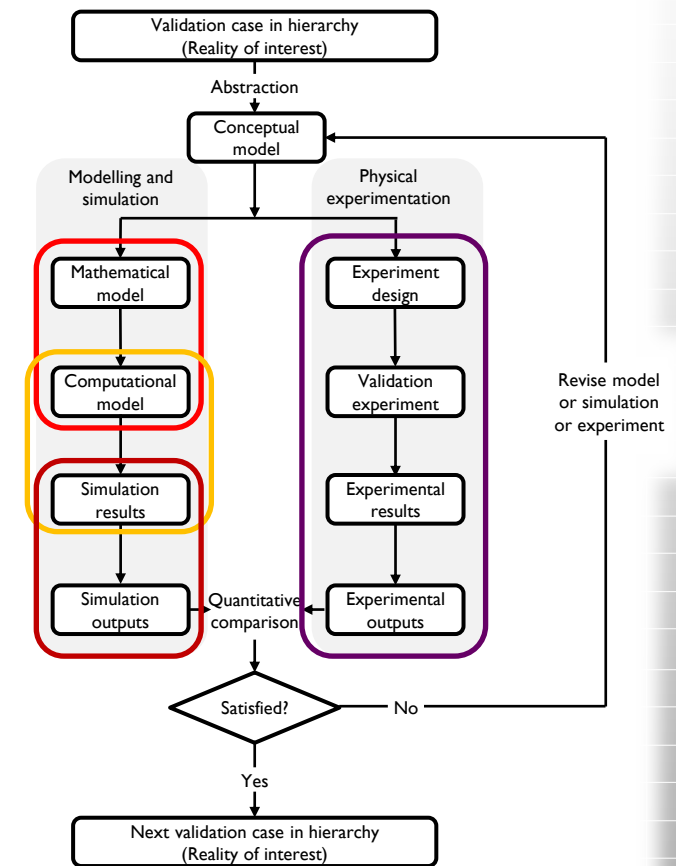 Validation case in hierarchy
(Reality of interest)
Abstraction
Conceptual
model
Modelling and
simulation
Physical
experimentation
Mathematical
model
Experiment
design
Computational
model
Validation
experiment
Revise model
or simulation
or experiment
Simulation
results
Experimental
results
Simulation
outputs
Quantitative
comparison
Experimental
outputs
Satisfied?
No
Yes
Next validation case in hierarchy
(Reality of interest)